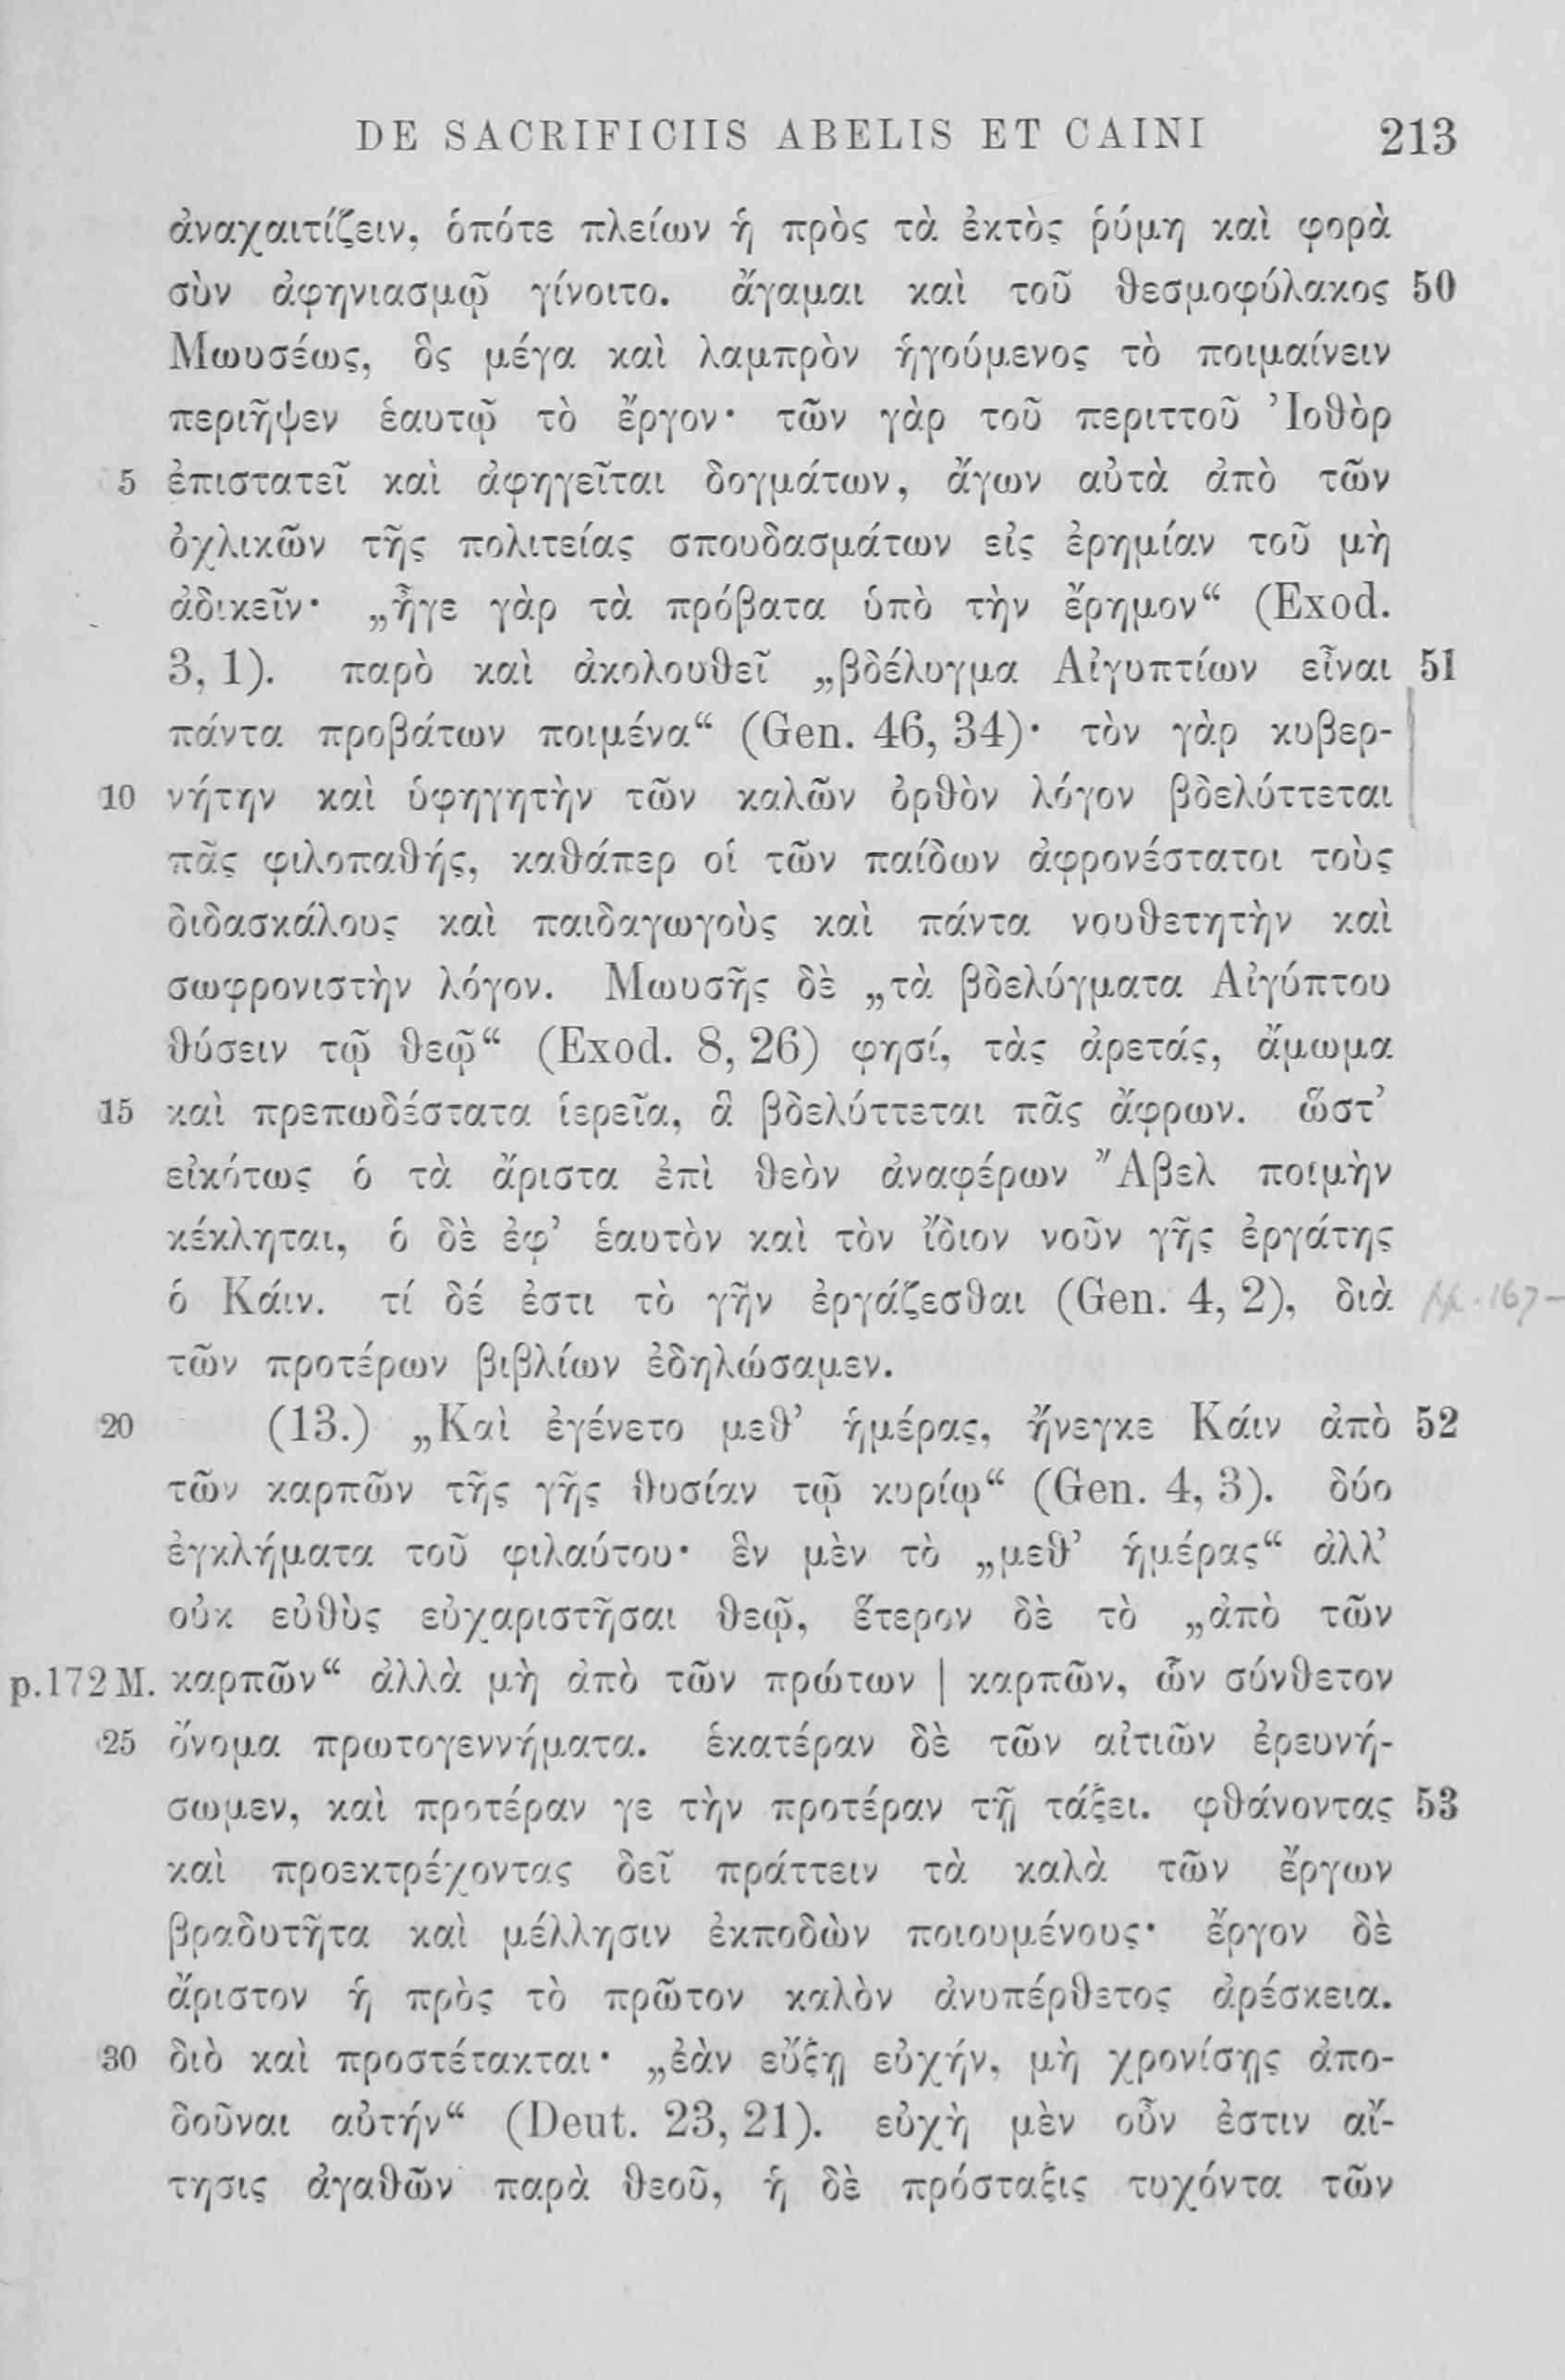 DE SACRIFICIIS ABELIS ET CAINI 213
ἀναχαιτίζειν, ὁπότε πλείων ἡ πρὸς τὰ ἐκτὸς ῥύμη καὶ φορὰ
σὺν ἀφηνιασμῷ γίνοιτο. ἄγαμαι καὶ τοῦ θεσμοφύλακος 50
Μωυσέως, ὃς μέγα καὶ λαμπρὸν ἡγούμενος τὸ ποιμαίνειν
περιῆψεν ἑαυτῷ τὸ ἔργον· τῶν γὰρ τοῦ περιττοῦ Ἰοθὸρ
5 ἐπιστατεῖ καὶ ἀφηγεῖται δογμάτων, ἄγων αὐτὰ ἀπὸ τῶν
ὀχλικῶν τῆς πολιτείας σπουδασμάτων εἰς ἐρημίαν τοῦ μὴ
ἀδικεῖν· „ἦγε γὰρ τὰ πρόβατα ὑπὸ τὴν ἔρημον“ (Exod.
3, 1). παρὸ καὶ ἀκολουθεῖ „βδέλυγμα Αἰγυπτίων εἶναι 51
πάντα προβάτων ποιμένα“ (Gen. 46, 34)· τὸν γὰρ κυβερ-
10 νήτην καὶ ὑφηγητὴν τῶν καλῶν ὀρθὸν λόγον βδελύττεται
πᾶς φιλοπαθής, καθάπερ οἱ τῶν παίδων ἀφρονέστατοι τοὺς
διδασκάλους καὶ παιδαγωγοὺς καὶ πάντα νουθετητὴν καὶ
σωφρονιστὴν λόγον. Μωυσῆς δὲ „τὰ βδελύγματα Αἰγύπτου
θύσειν τῷ θεῷ“ (Exod. 8, 26) φησί, τὰς ἀρετάς, ἄμωμα
15 καὶ πρεπωδέστατα ἱερεῖα, ἃ βδελύττεται πᾶς ἄφρων. ὥστ’
εἰκότως ὁ τὰ ἄριστα ἐπὶ θεὸν ἀναφέρων Ἄβελ ποιμὴν
κέκληται, ὁ δὲ ἐφ’ ἑαυτὸν καὶ τὸν ἴδιον νοῦν γῆς ἐργάτης
ὁ Κάιν. τί δέ ἐστι τὸ γῆν ἐργάζεσθαι (Gen. 4, 2), διὰ
τῶν προτέρων βιβλίων ἐδηλώσαμεν.
20 (13.) „Καὶ ἐγένετο μεθ’ ἡμέρας, ἤνεγκε Κάιν ἀπὸ 52
τῶν καρπῶν τῆς γῆς θυσίαν τῷ κυρίῳ“ (Gen. 4, 3). δύο
ἐγκλήματα τοῦ φιλαύτου· ἓν μὲν τὸ „μεθ’ ἡμέρας“ ἀλλ’
οὐκ εὐθὺς εὐχαριστῆσαι θεῷ, ἕτερον δὲ τὸ „ἀπὸ τῶν
p.172 M. καρπῶν“ ἀλλὰ μὴ ἀπὸ τῶν πρώτων | καρπῶν, ὧν σύνθετον
25 ὄνομα πρωτογεννήματα. ἑκατέραν δὲ τῶν αἰτιῶν ἐρευνή-
σωμεν, καὶ προτέραν γε τὴν προτέραν τῇ τάξει. φθάνοντας 53
καὶ προεκτρέχοντας δεῖ πράττειν τὰ καλὰ τῶν ἔργων
βραδυτῆτα καὶ μέλλησιν ἐκποδὼν ποιουμένους· ἔργον δὲ
ἄριστον ἡ πρὸς τὸ πρῶτον καλὸν ἀνυπέρθετος ἀρέσκεια.
30 διὸ καὶ προστέτακται· „ἐὰν εὔξῃ εὐχήν, μὴ χρονίσῃς ἀπο-
δοῦναι αὐτήν“ (Deut. 23, 21). εὐχὴ μὲν οὖν ἐστιν αἴ-
τησις ἀγαθῶν παρὰ θεοῦ, ἡ δὲ πρόσταξις τυχόντα τῶν